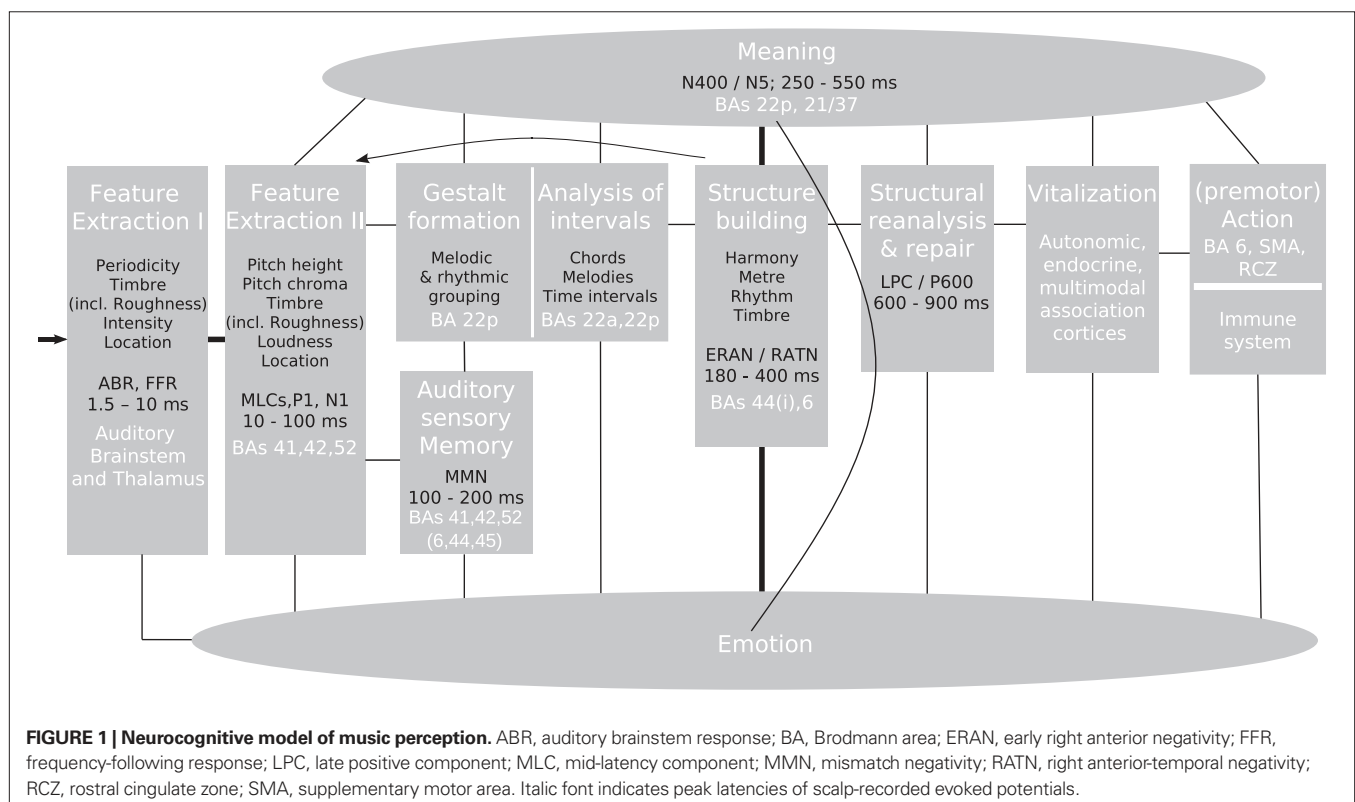 Meaning
N400 / N5; 250 - 550 ms
BAs 22p, 21/37
Feature
Extraction I
Periodicity
Timbre
(incl. Roughness)
Intensity
Location
ABR, FFR
1.5 – 10 ms
Auditory
Brainstem
and Thalamus
Feature
Extraction II
Pitch height
Pitch chroma
Timbre
(incl. Roughness)
Loudness
Location
MLCs,P1, N1
10 - 100 ms
BAs 41,42,52
Gestalt
formation
Melodic
& rhythmic
grouping
BA 22p
Analysis of
intervals
Chords
Melodies
Time intervals
BAs 22a,22p
Auditory
sensory
Memory
MMN
100 - 200 ms
BAs 41,42,52
(6,44,45)
Structure
building
Harmony
Metre
Rhythm
Timbre
ERAN / RATN
180 - 400 ms
BAs 44(i),6
Structural
reanalysis
& repair
LPC / P600
600 - 900 ms
Vitalization
Autonomic,
endocrine,
multimodal
association
cortices
(premotor)
Action
BA 6, SMA,
RCZ
Immune
system
Emotion
FIGURE 1 | Neurocognitive model of music perception. ABR, auditory brainstem response; BA, Brodmann area; ERAN, early right anterior negativity; FFR,
frequency-following response; LPC, late positive component; MLC, mid-latency component; MMN, mismatch negativity; RATN, right anterior-temporal negativity;
RCZ, rostral cingulate zone; SMA, supplementary motor area. Italic font indicates peak latencies of scalp-recorded evoked potentials.